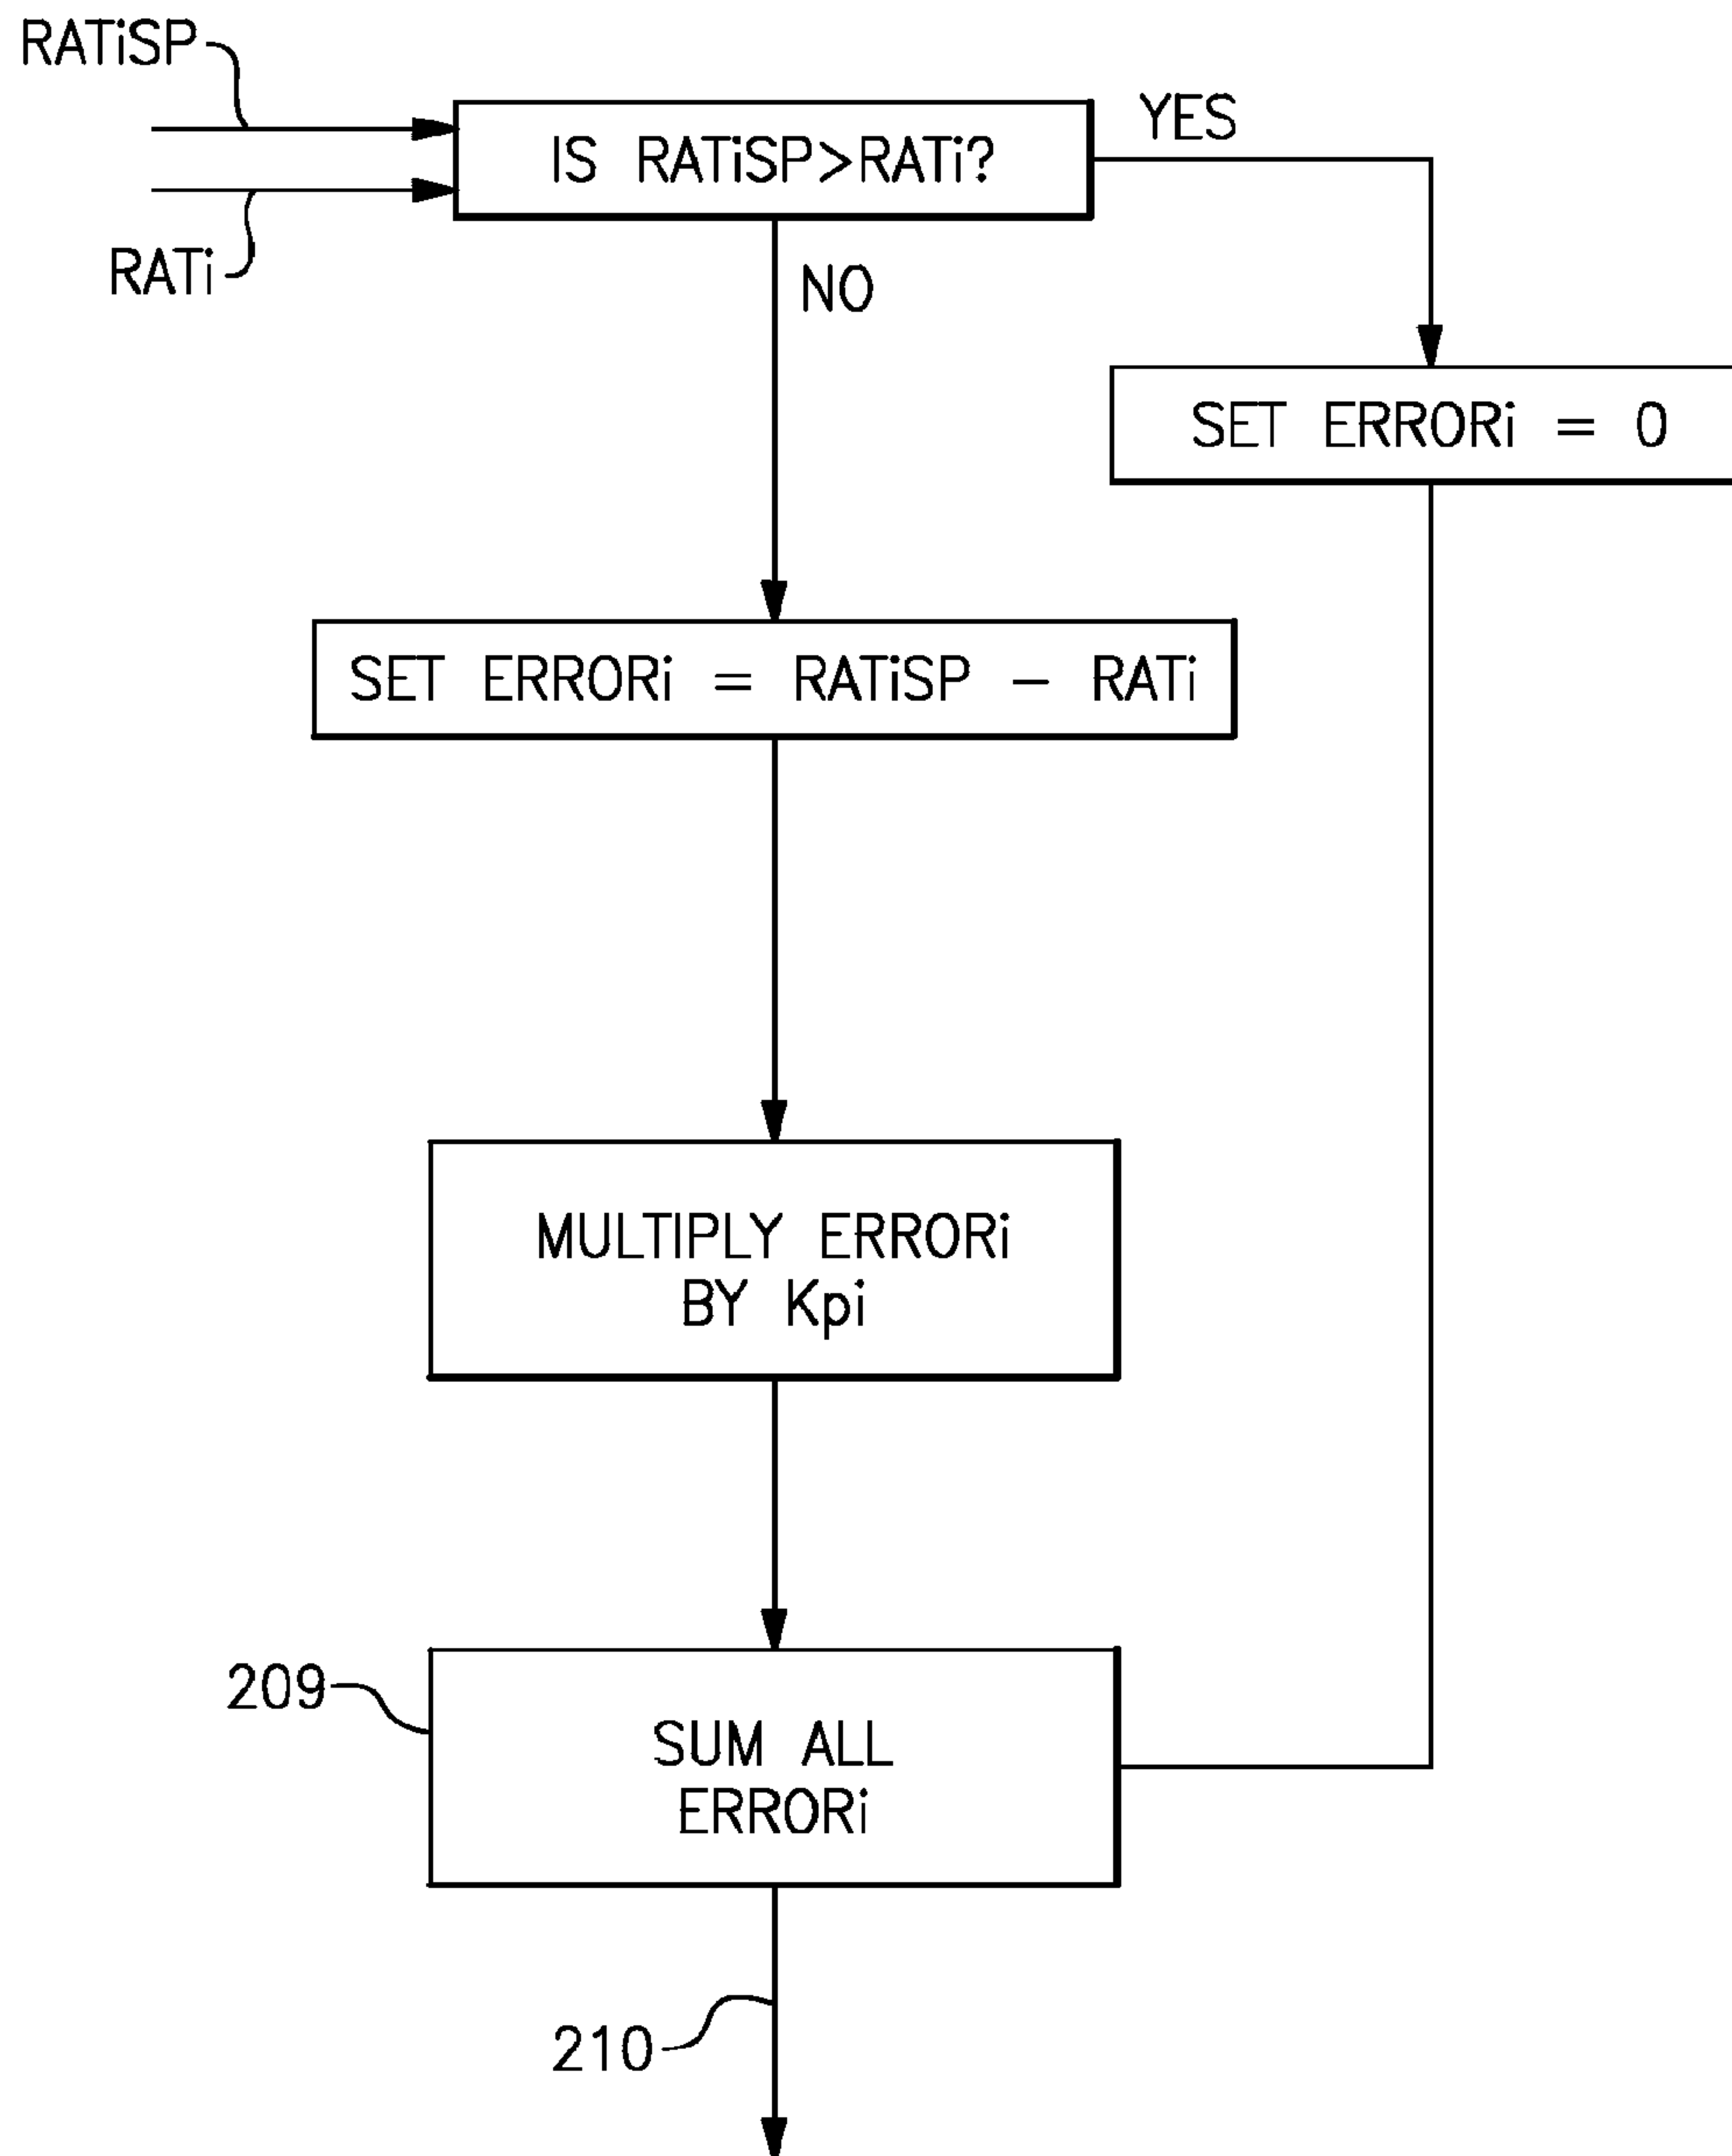 RATiSP
IS RATiSP>RATi?
YES
RATi
NO
SET ERRORi = 0
SET ERRORi = RATiSP - RATi
MULTIPLY ERRORi
BY Kpi
209
SUM ALL
ERRORi
210